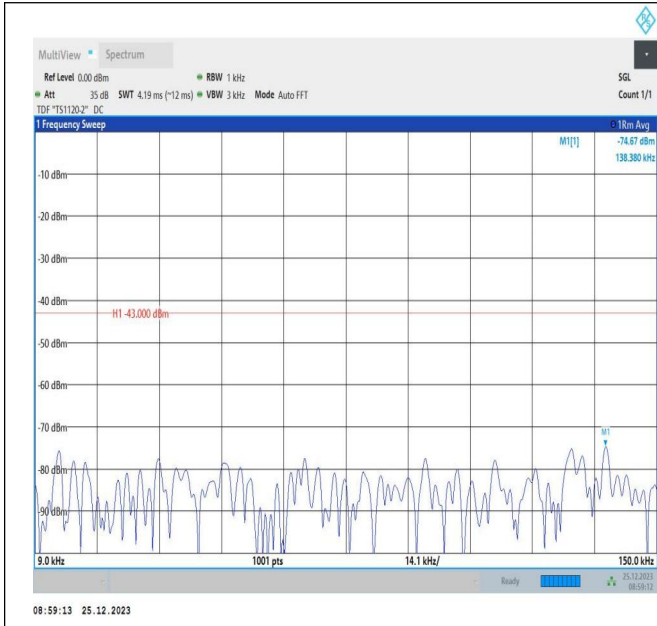 R&S
MultiView Spectrum
Ref Level 0.00 dBm RBW 1 kHz SGL
Att 35 dB SWT 4.19 ms (~12 ms) VBW 3 kHz Mode Auto FFT Count 1/1
TDF "TS1120-2" DC
1 Frequency Sweep 1Rm Avg
M1[1] -74.67 dBm
138.380 kHz
-10 dBm
-20 dBm
-30 dBm
-40 dBm
H1 -43.000 dBm
-50 dBm
-60 dBm
-70 dBm
M1
-80 dBm
-90 dBm
9.0 kHz 1001 pts 14.1 kHz/ 150.0 kHz
Ready 25.12.2023
08:59:12
08:59:13 25.12.2023